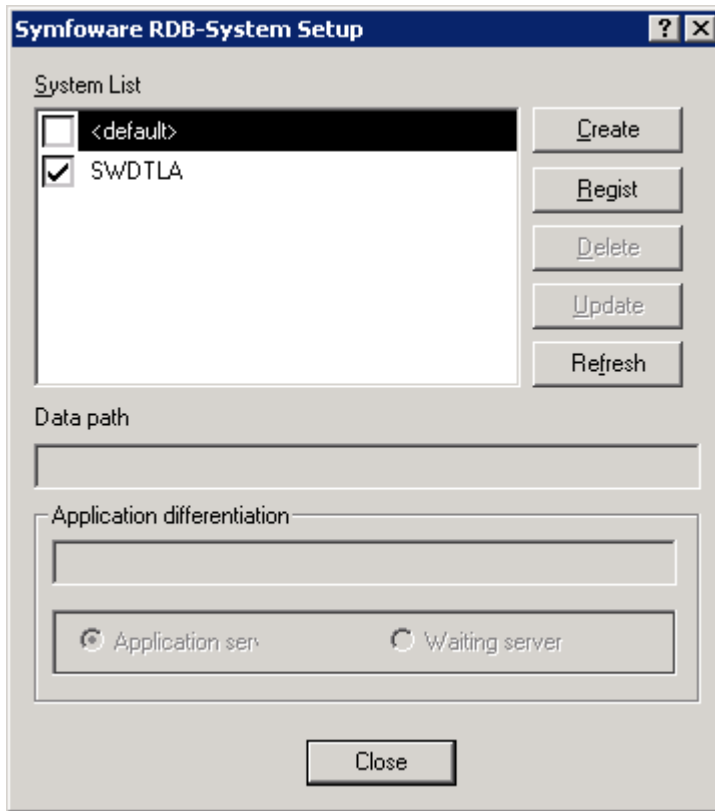 Symfoware RDB-System Setup
System List
<default>
SWDTLA
Create
Regist
Delete
Update
Refresh
Data path
Application differentiation
Application serv
Waiting server
Close